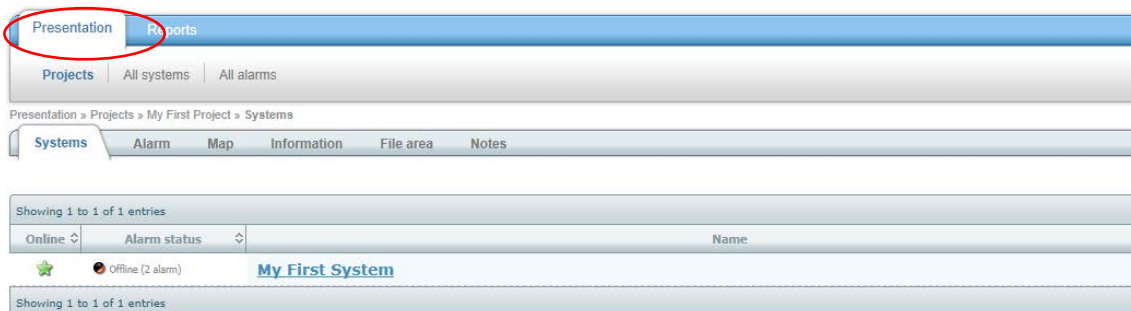 Presentation Reports
Projects All systems All alarms
Presentation » Projects » My First Project » Systems
Systems Alarm Map Information File area Notes
Showing 1 to 1 of 1 entries
Online Alarm status Name
Offline (2 alarm) My First System
Showing 1 to 1 of 1 entries